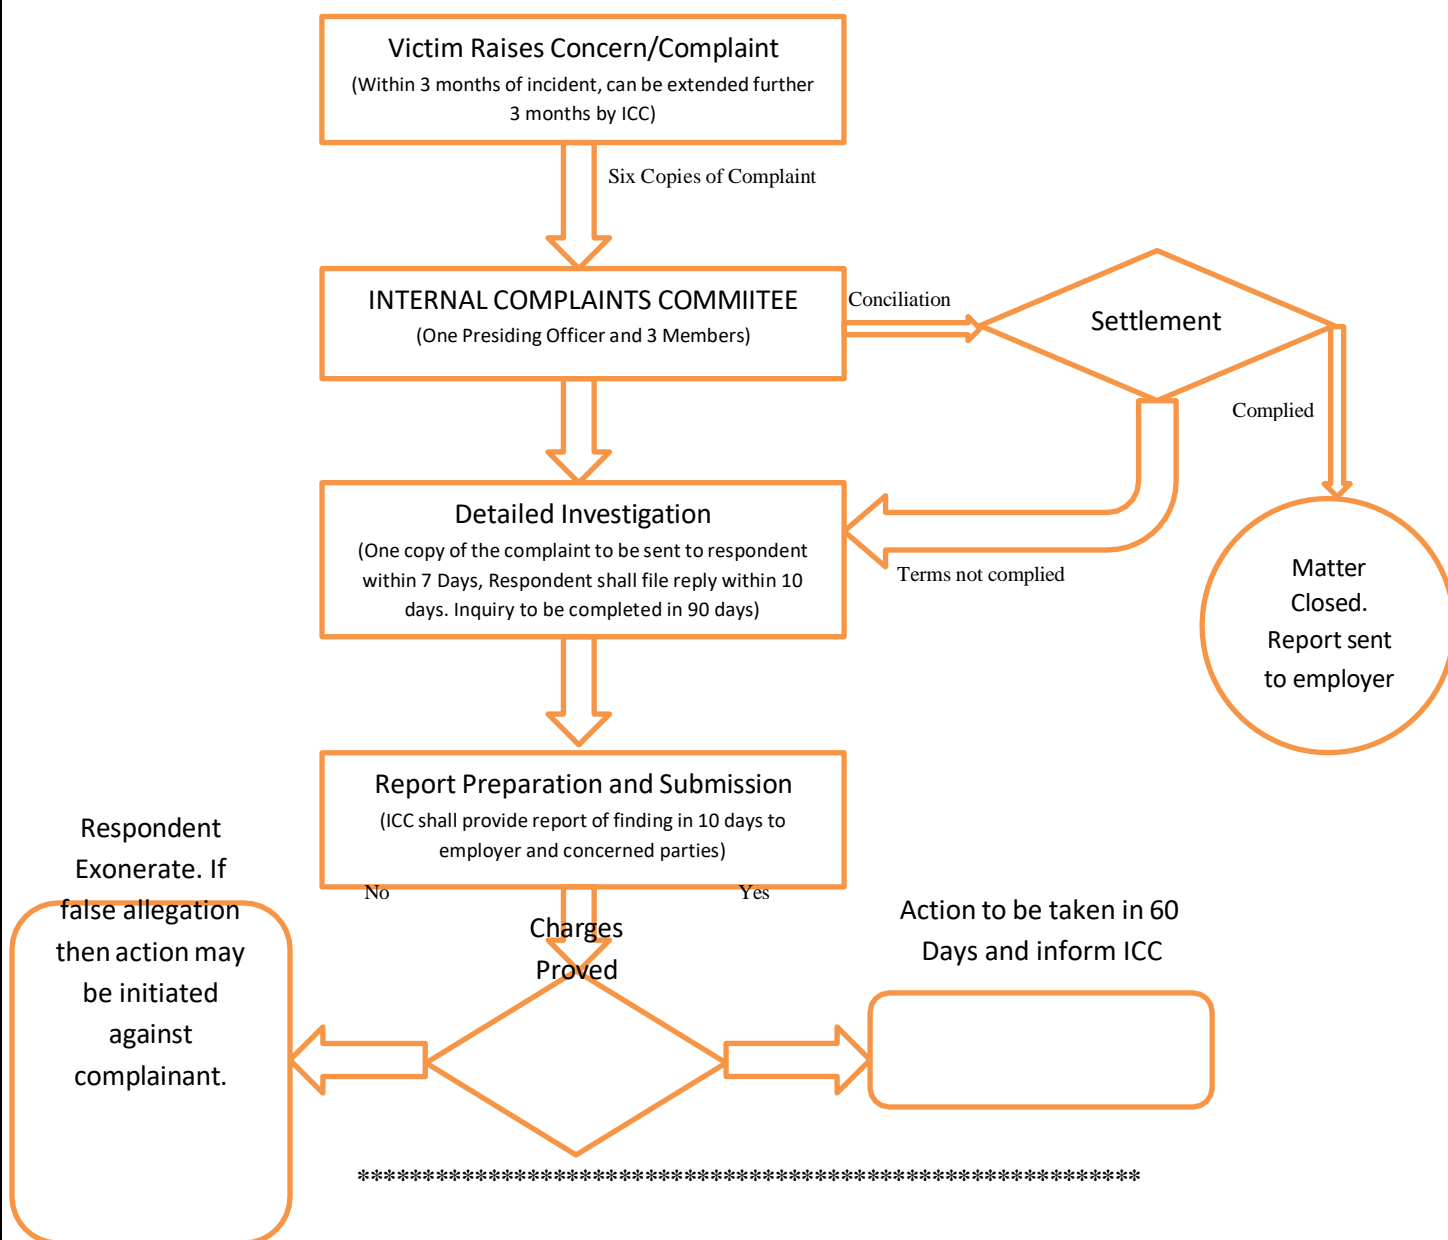 Victim Raises Concern/Complaint
(Within 3 months of incident, can be extended further
3 months by ICC)
Six Copies of Complaint
INTERNAL COMPLAINTS COMMIITEE
(One Presiding Officer and 3 Members)
Conciliation
Settlement
Complied
Detailed Investigation
(One copy of the complaint to be sent to respondent
within 7 Days, Respondent shall file reply within 10
days. Inquiry to be completed in 90 days)
Terms not complied
Matter
Closed.
Report sent
to employer
Report Preparation and Submission
(ICC shall provide report of finding in 10 days to
employer and concerned parties)
No
Yes
Charges
Proved
Respondent
Exonerate. If
false allegation
then action may
be initiated
against
complainant.
Action to be taken in 60
Days and inform ICC
************************************************************